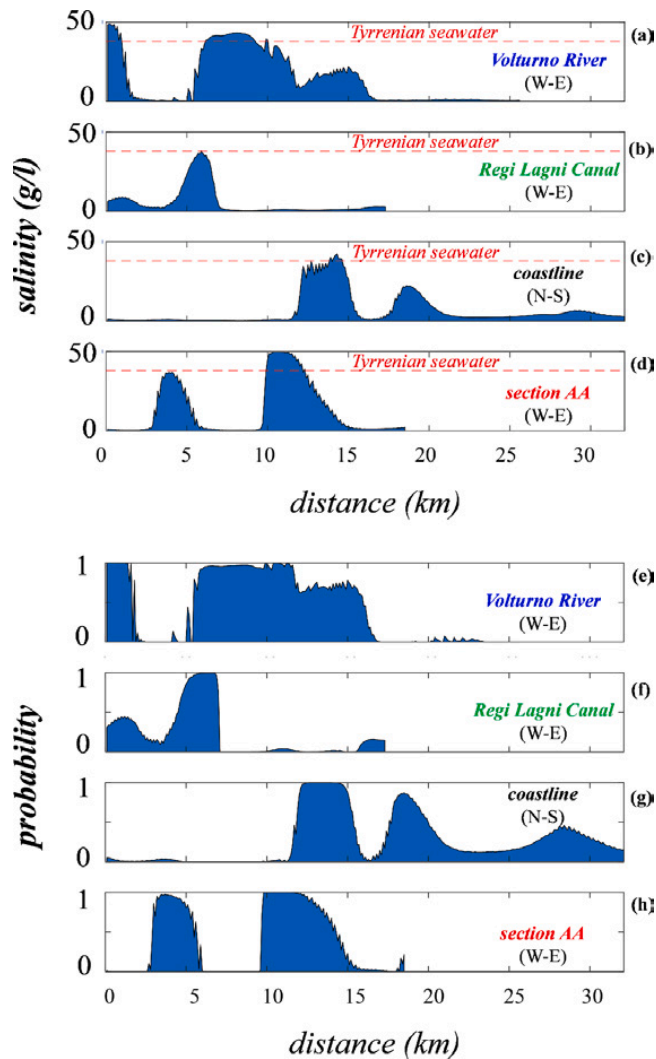 50
Tyrrenian seawater
(a)
Volturno River
(W-E)
0
50
Tyrrenian seawater
(b)
Regi Lagni Canal
(W-E)
0
50
Tyrrenian seawater
(c)
coastline
(N-S)
0
50
Tyrrenian seawater
(d)
section AA
(W-E)
0
salinity (g/l)
0 5 10 15 20 25 30
distance (km)
1
(e)
Volturno River
(W-E)
0
1
(f)
Regi Lagni Canal
(W-E)
0
1
(g)
coastline
(N-S)
0
1
(h)
section AA
(W-E)
0
probability
0 5 10 15 20 25 30
distance (km)